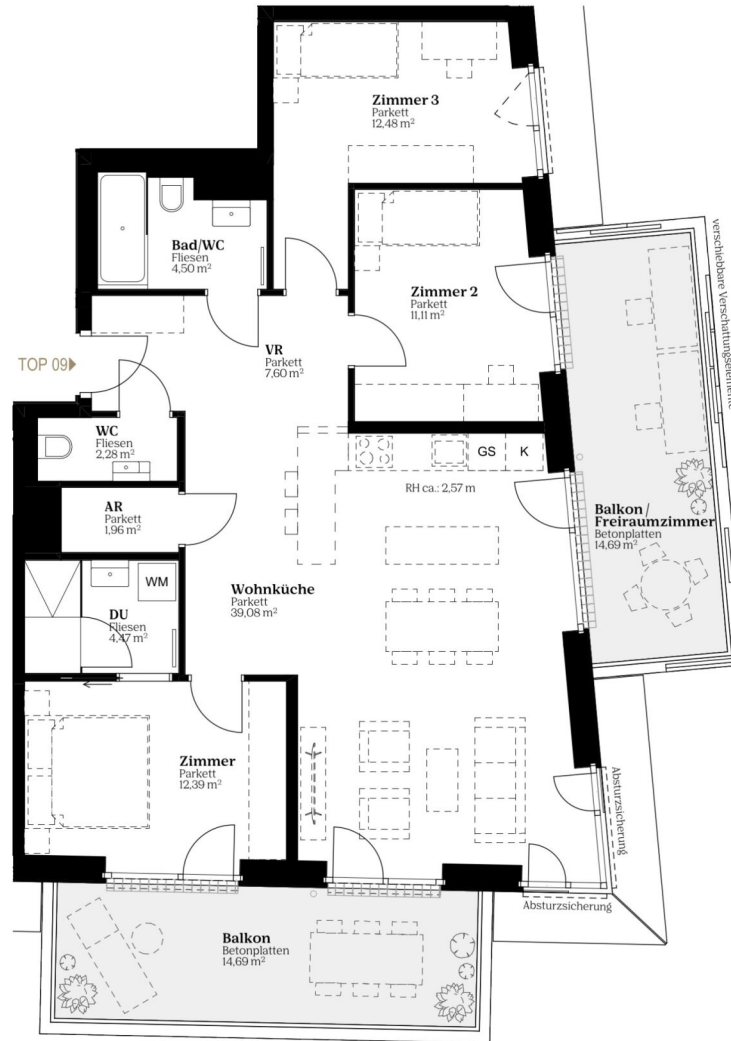 Zimmer 3
Parkett
12,48 m²
Bad/WC
Fliesen
4,50 m²
Zimmer 2
Parkett
11,11 m²
verschiebbare Verschattungselemente
TOP 09
VR
Parkett
7,60 m²
WC
Fliesen
2,28 m²
GS
K
RH ca.: 2,57 m
AR
Parkett
1,96 m²
Balkon /
Freiraumzimmer
Betonplatten
14,69 m²
Wohnküche
Parkett
39,08 m²
WM
DU
Fliesen
4,47 m²
Zimmer
Parkett
12,39 m²
Absturzsicherung
Absturzsicherung
Balkon
Betonplatten
14,69 m²